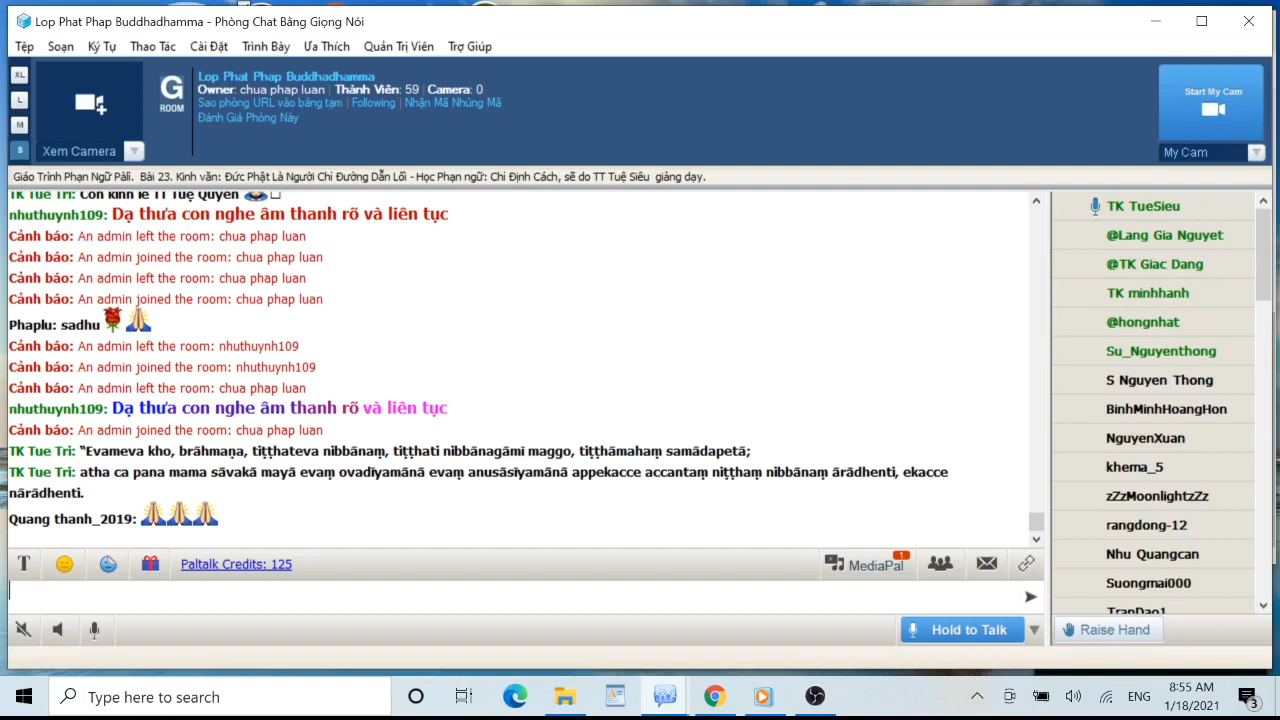 Lop Phat Phap Buddhadhamma - Phòng Chat Bằng Giọng Nói
Tệp Soạn Ký Tự Thao Tác Cài Đặt Trình Bày Ưa Thích Quản Trị Viên Trợ Giúp
XL
L
M
S
Xem Camera
G
ROOM
Lop Phat Phap Buddhadhamma
Owner: chua phap luan | Thành Viên: 59 | Camera: 0
Sao phòng URL vào bảng tạm | Following | Nhận Mã Nhúng Mã
Đánh Giá Phòng Này
Start My Cam
My Cam
Giáo Trình Phạn Ngữ Pàlì. Bài 23. Kinh văn: Đức Phật Là Người Chỉ Đường Dẫn Lối - Học Phạn ngữ: Chỉ Định Cách, sẽ do TT Tuệ Siêu giảng dạy.
TK Tue Tri: Con kính lễ TT Tuệ Quyền
nhuthuynh109: Dạ thưa con nghe âm thanh rõ và liên tục
Cảnh báo: An admin left the room: chua phap luan
Cảnh báo: An admin joined the room: chua phap luan
Cảnh báo: An admin left the room: chua phap luan
Cảnh báo: An admin joined the room: chua phap luan
Phaplu: sadhu
Cảnh báo: An admin left the room: nhuthuynh109
Cảnh báo: An admin joined the room: nhuthuynh109
Cảnh báo: An admin left the room: chua phap luan
nhuthuynh109: Dạ thưa con nghe âm thanh rõ và liên tục
Cảnh báo: An admin joined the room: chua phap luan
TK Tue Tri: “Evameva kho, brāhmaṇa, tiṭṭhateva nibbānaṃ, tiṭṭhati nibbānagāmī maggo, tiṭṭhāmahaṃ samādapetā;
TK Tue Tri: atha ca pana mama sāvakā mayā evaṃ ovadīyamānā evaṃ anusāsīyamānā appekacce accantaṃ niṭṭhaṃ nibbānaṃ ārādhenti, ekacce
nārādhenti.
Quang thanh_2019:
TK TueSieu
@Lang Gia Nguyet
@TK Giac Dang
TK minhhanh
@hongnhat
Su_Nguyenthong
S Nguyen Thong
BinhMinhHoangHon
NguyenXuan
khema_5
zZzMoonlightzZz
rangdong-12
Nhu Quangcan
Suongmai000
TranDao1
T Paltalk Credits: 125 MediaPal 1
Hold to Talk Raise Hand
Type here to search
ENG
8:55 AM
1/18/2021
3